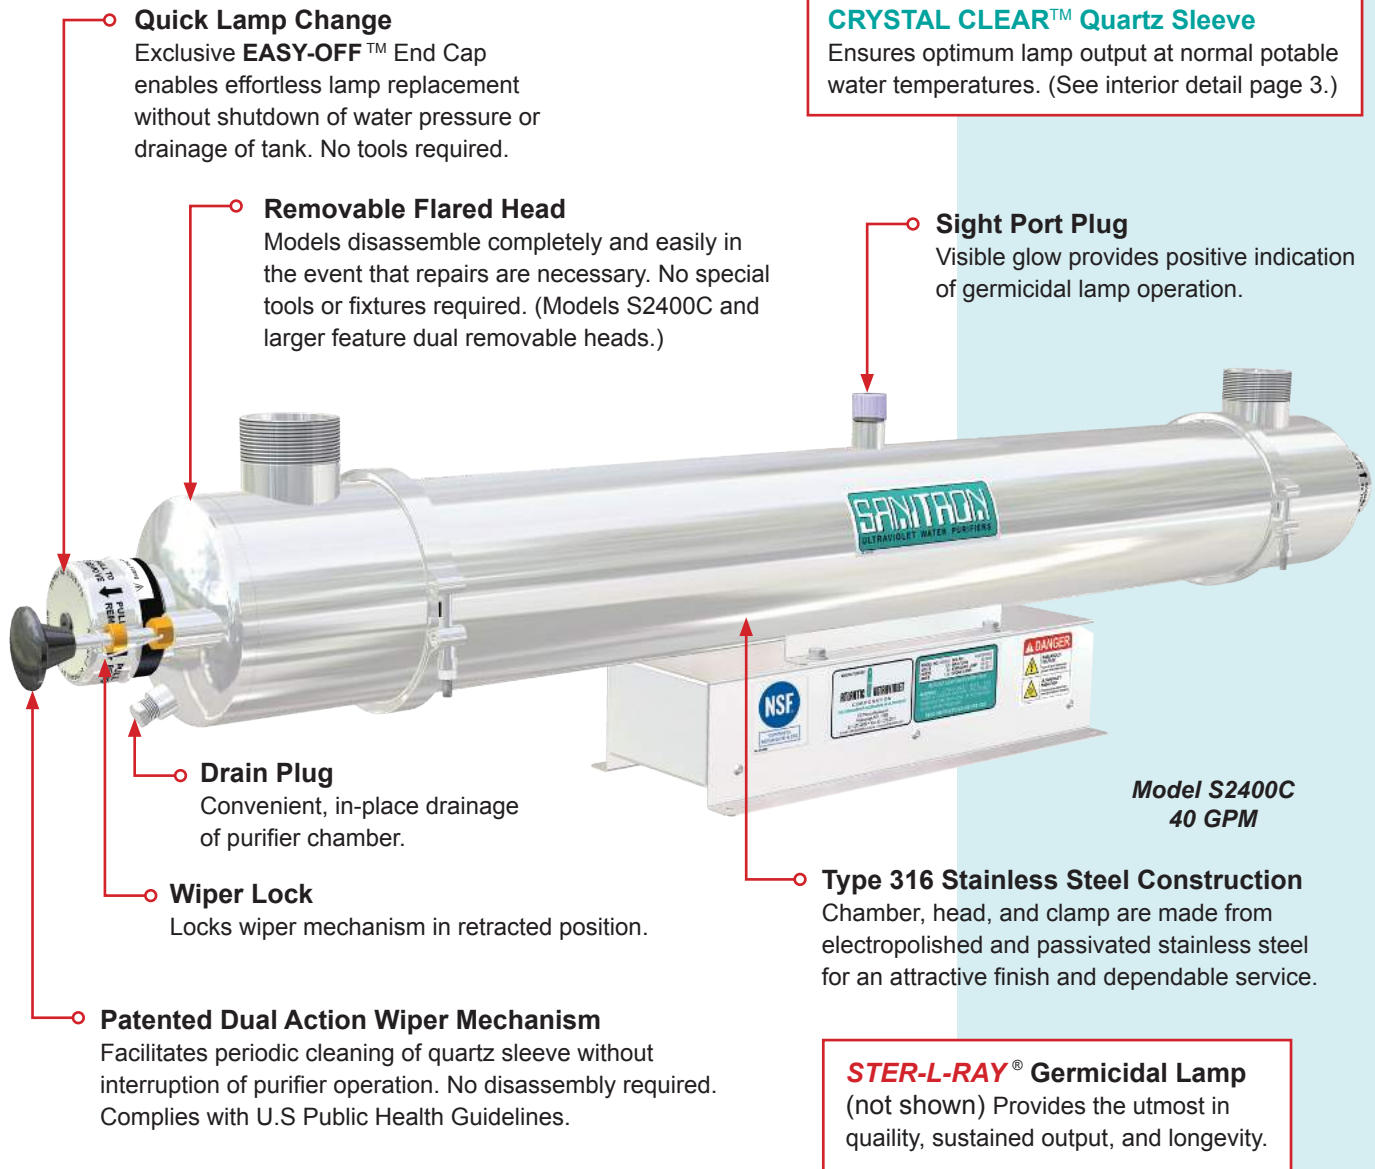 Quick Lamp Change
Exclusive EASY-OFF™ End Cap
enables effortless lamp replacement
without shutdown of water pressure or
drainage of tank. No tools required.
CRYSTAL CLEAR™ Quartz Sleeve
Ensures optimum lamp output at normal potable
water temperatures. (See interior detail page 3.)
Removable Flared Head
Models disassemble completely and easily in
the event that repairs are necessary. No special
tools or fixtures required. (Models S2400C and
larger feature dual removable heads.)
Sight Port Plug
Visible glow provides positive indication
of germicidal lamp operation.
SANITRON
ULTRAVIOLET WATER PURIFIERS
NSF
ATLANTIC ULTRAVIOLET
CORPORATION
DANGER
Drain Plug
Convenient, in-place drainage
of purifier chamber.
Model S2400C
40 GPM
Wiper Lock
Locks wiper mechanism in retracted position.
Type 316 Stainless Steel Construction
Chamber, head, and clamp are made from
electropolished and passivated stainless steel
for an attractive finish and dependable service.
Patented Dual Action Wiper Mechanism
Facilitates periodic cleaning of quartz sleeve without
interruption of purifier operation. No disassembly required.
Complies with U.S Public Health Guidelines.
STER-L-RAY® Germicidal Lamp
(not shown) Provides the utmost in
quaility, sustained output, and longevity.